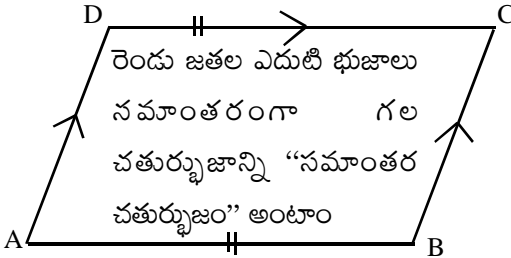 D C
రెండు జతల ఎదుటి భుజాలు
సమాంతరంగా గల
చతుర్భుజాన్ని “సమాంతర
చతుర్భుజం” అంటాం
A B